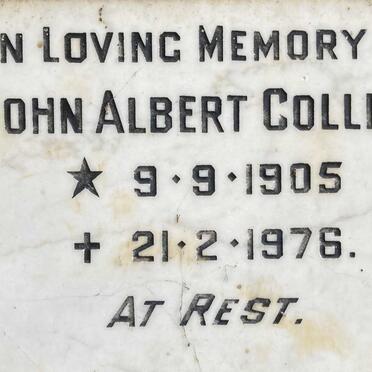 N LOVING MEMORY
OHN ALBERT COLL
★ 9·9·1905
✝ 21·2·1976.
AT REST.